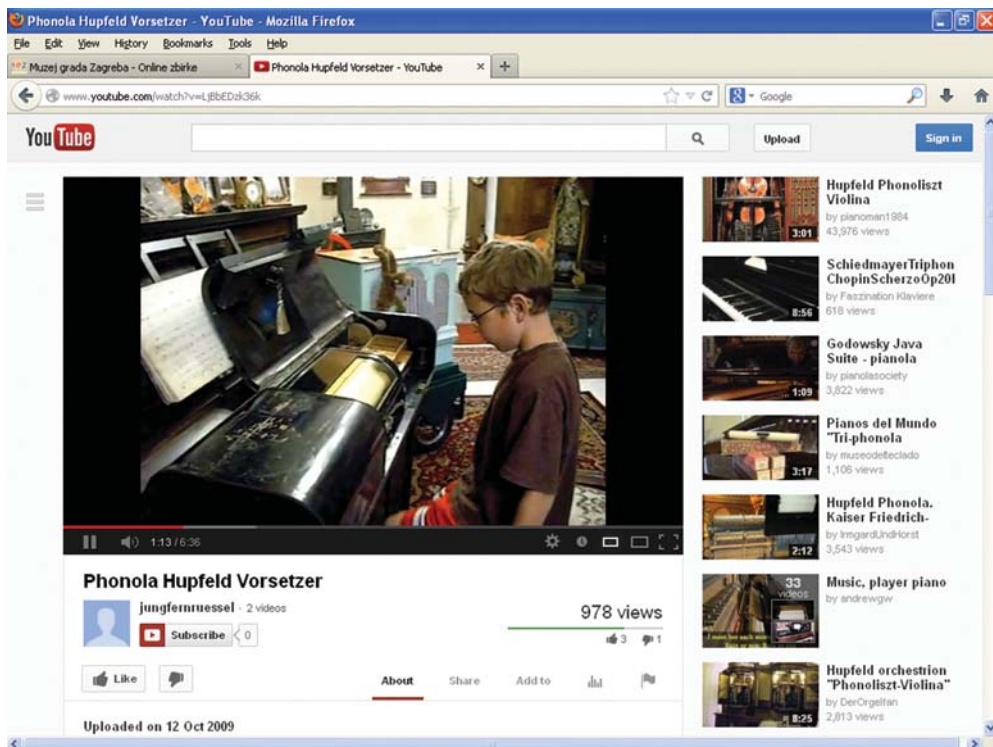 Phonola Hupfeld Vorsetzer - YouTube - Mozilla Firefox
File Edit View History Bookmarks Tools Help
Muzej grada Zagreba - Online zbirke
Phonola Hupfeld Vorsetzer - YouTube
www.youtube.com/watch?v=LjBbEDzk36k
Google
YouTube
Upload
Sign in
1:13 / 6:36
Phonola Hupfeld Vorsetzer
jungfernruessel · 2 videos
Subscribe 0
978 views
3 1
Like
About Share Add to
Uploaded on 12 Oct 2009
Hupfeld Phonoliszt
Violina
by pianoman1984
43,976 views
3:01
SchiedmayerTriphon
ChopinScherzoOp20I
by Faszination Klaviere
618 views
8:56
Godowsky Java
Suite - pianola
by pianolasociety
3,822 views
1:09
Pianos del Mundo
"Tri-phonola
by museodelteclado
1,106 views
3:17
Hupfeld Phonola.
Kaiser Friedrich-
by IrmgardUndHorst
3,543 views
2:12
Music, player piano
by andrewgw
33
videos
Hupfeld orchestrion
"Phonoliszt-Violina"
by DerOrgelfan
2,813 views
8:25